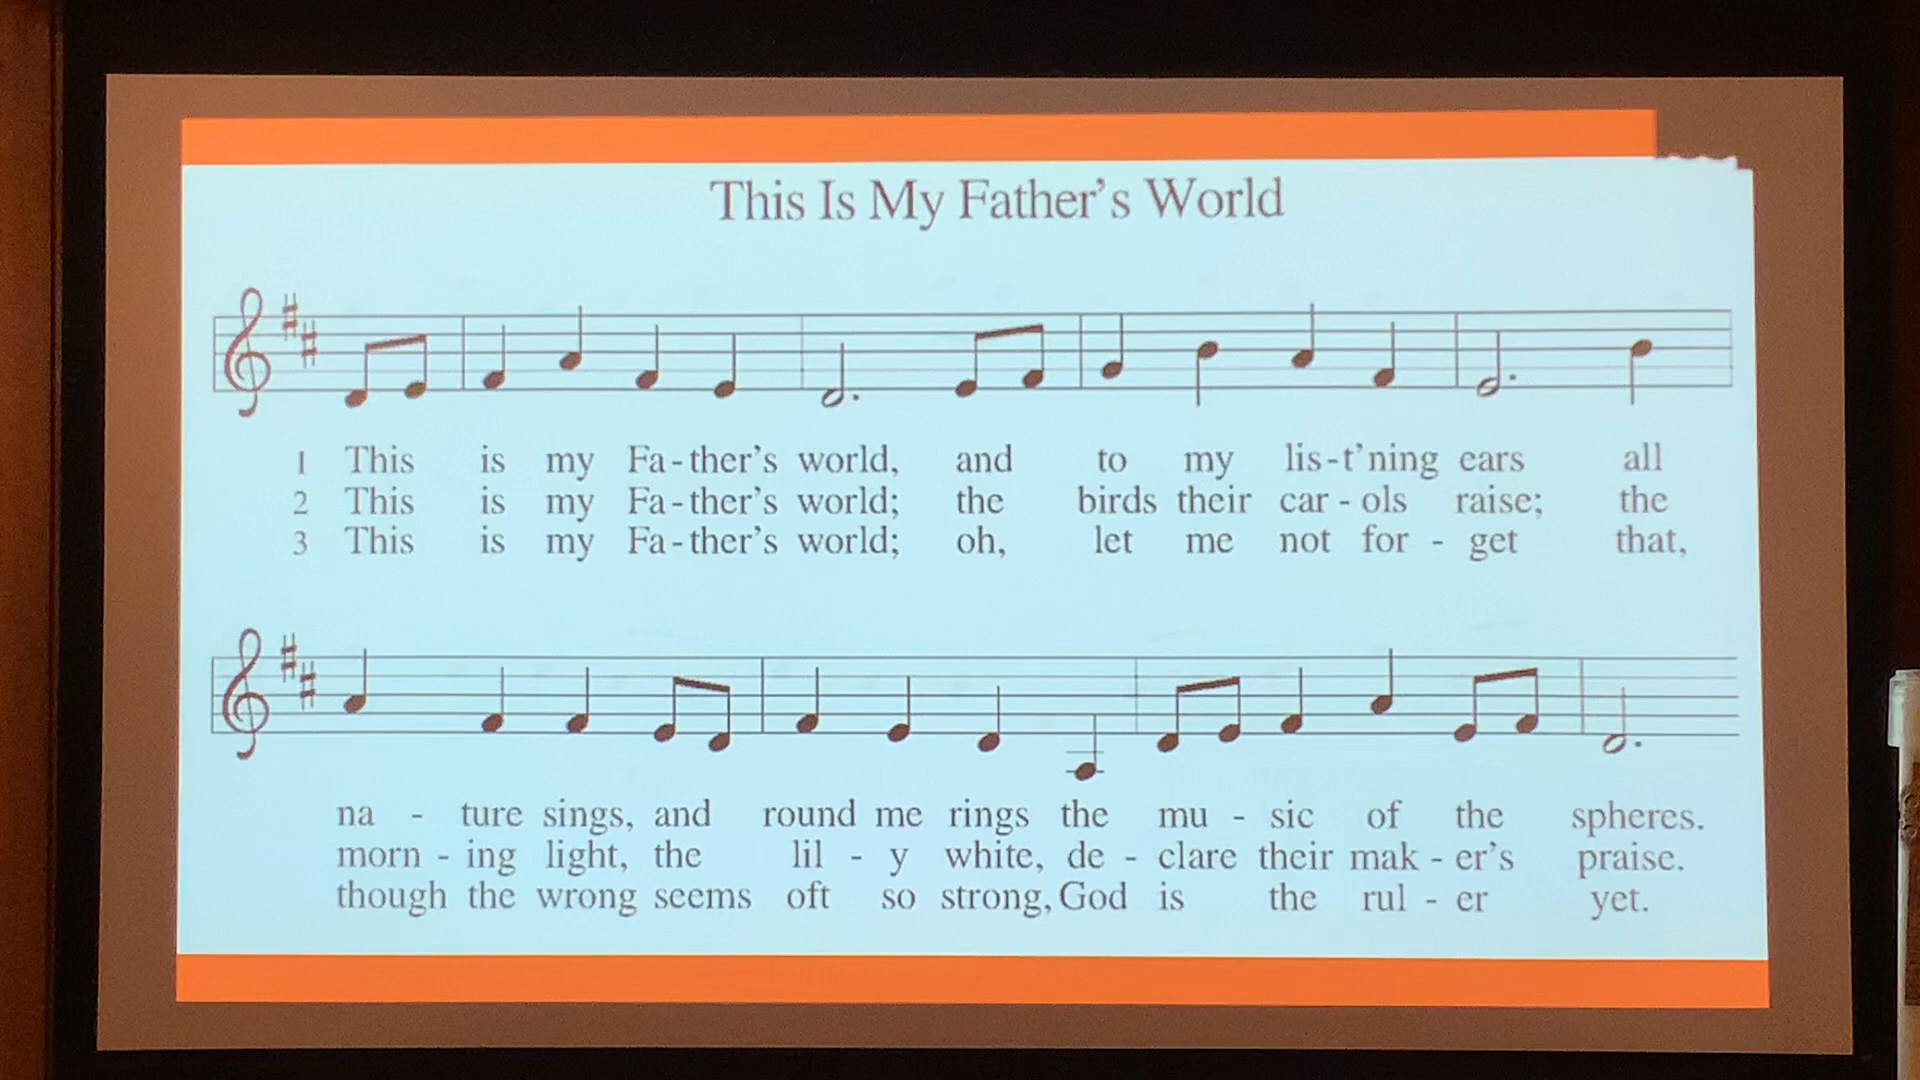 This Is My Father's World
1 This is my Fa-ther's world, and to my lis-t'ning ears all
2 This is my Fa-ther's world; the birds their car - ols raise; the
3 This is my Fa-ther's world; oh, let me not for - get that,
na - ture sings, and round me rings the mu - sic of the spheres.
morn - ing light, the lil - y white, de - clare their mak - er's praise.
though the wrong seems oft so strong, God is the rul - er yet.